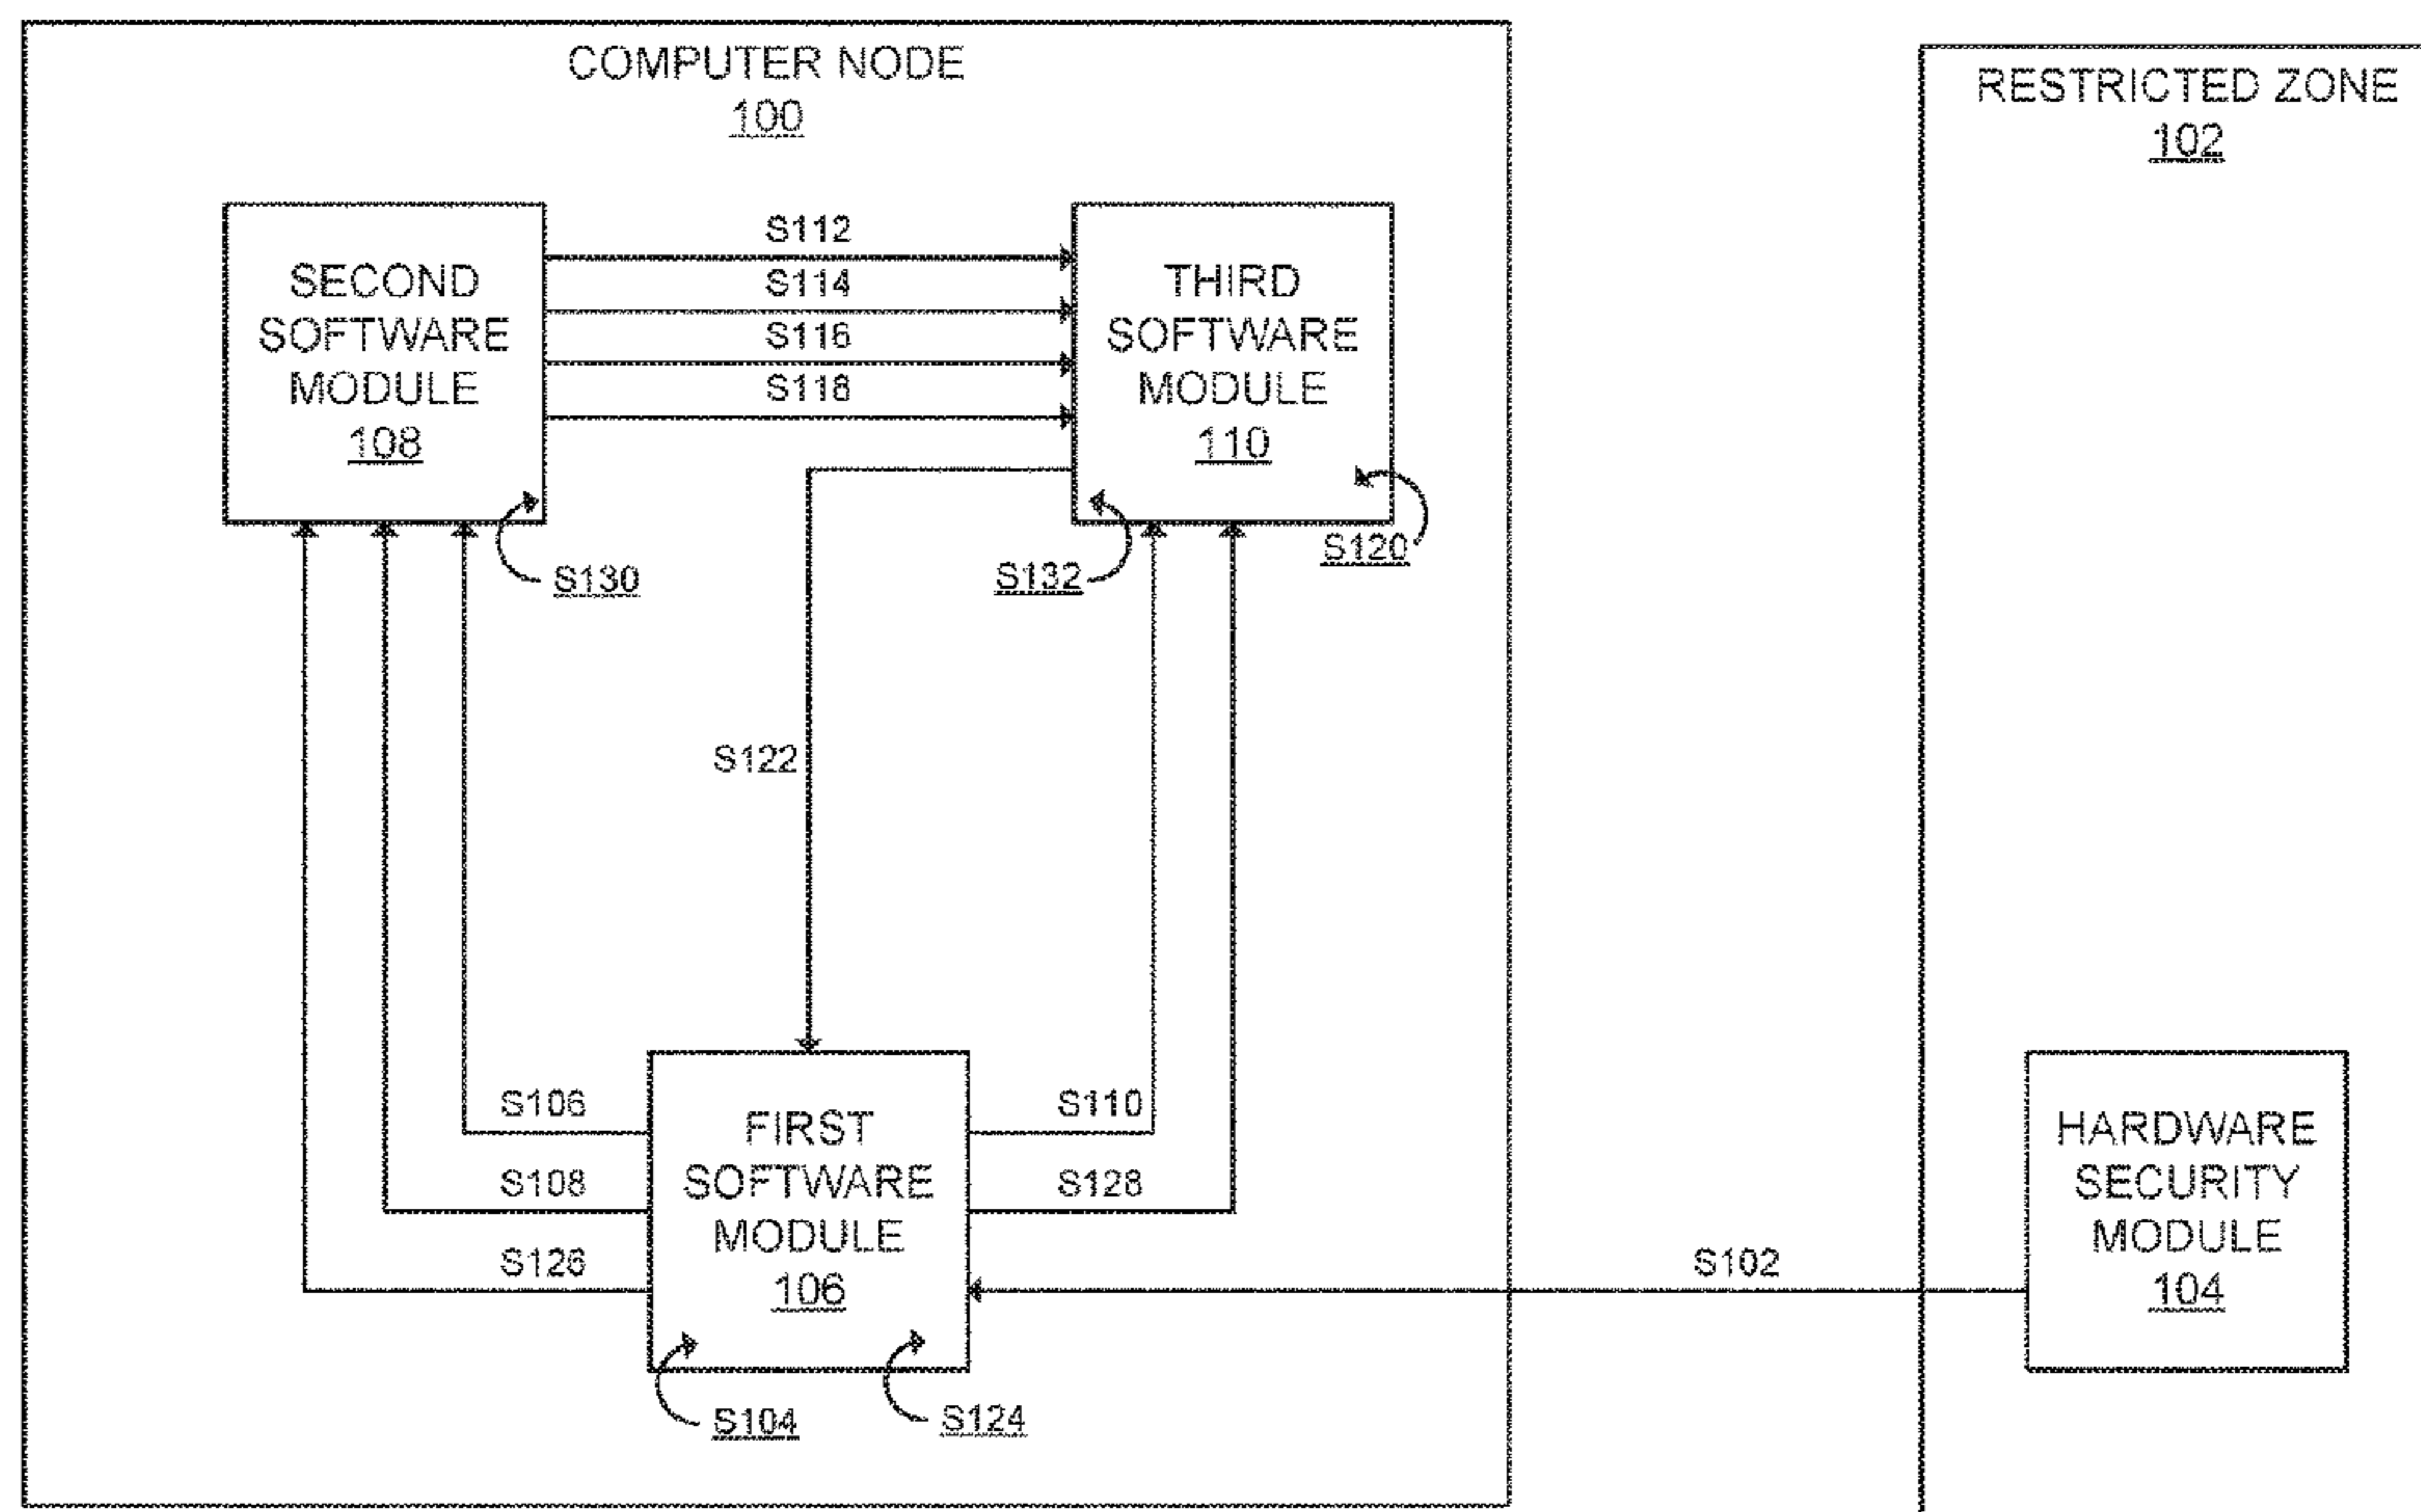 COMPUTER NODE
100
RESTRICTED ZONE
102
SECOND
SOFTWARE
MODULE
108
S112
S114
S116
S118
THIRD
SOFTWARE
MODULE
110
S130
S132
S120
S122
S106
S108
S126
FIRST
SOFTWARE
MODULE
106
S110
S128
S102
HARDWARE
SECURITY
MODULE
104
S104
S124